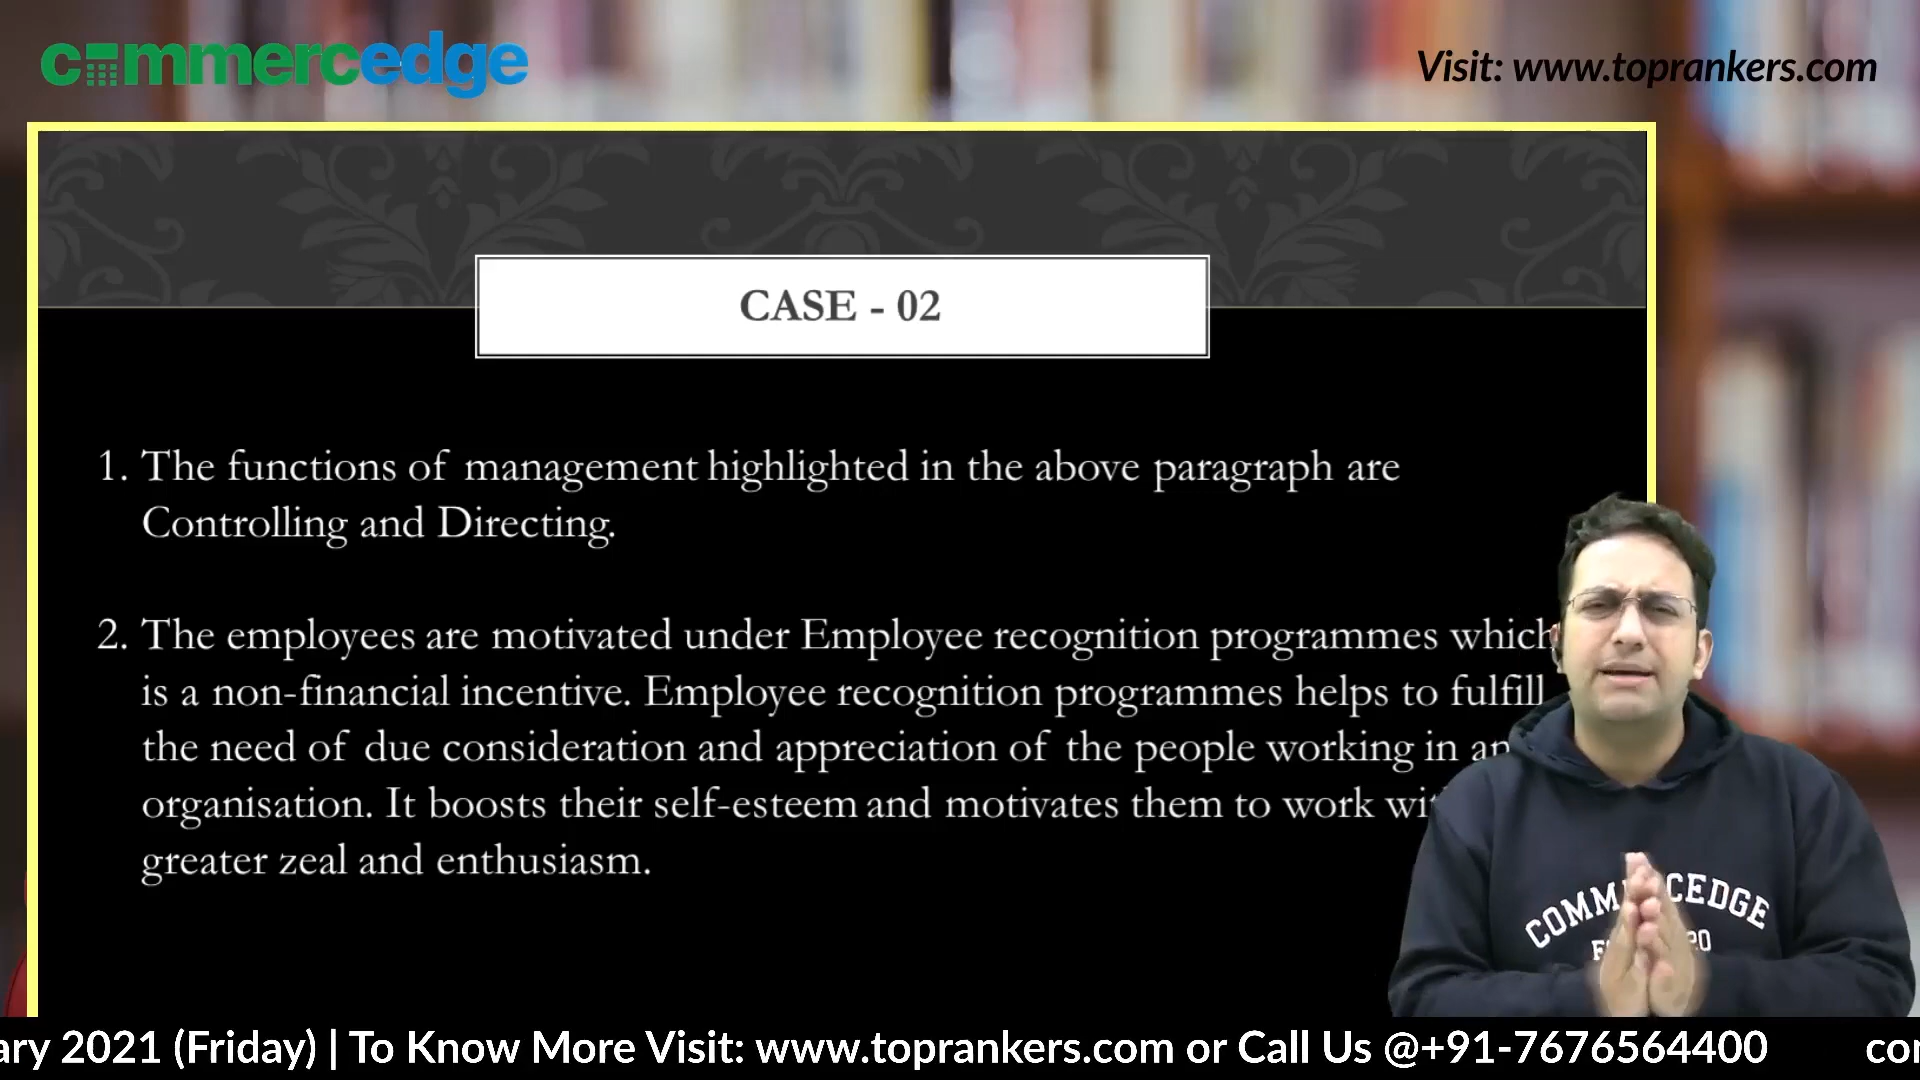 commercedge
Visit: www.toprankers.com
CASE - 02
1. The functions of management highlighted in the above paragraph are
Controlling and Directing.
2. The employees are motivated under Employee recognition programmes which
is a non-financial incentive. Employee recognition programmes helps to fulfill
the need of due consideration and appreciation of the people working in an
organisation. It boosts their self-esteem and motivates them to work
greater zeal and enthusiasm.
2021 (Friday) | To Know More Visit: www.toprankers.com or Call Us @+91-7676564400